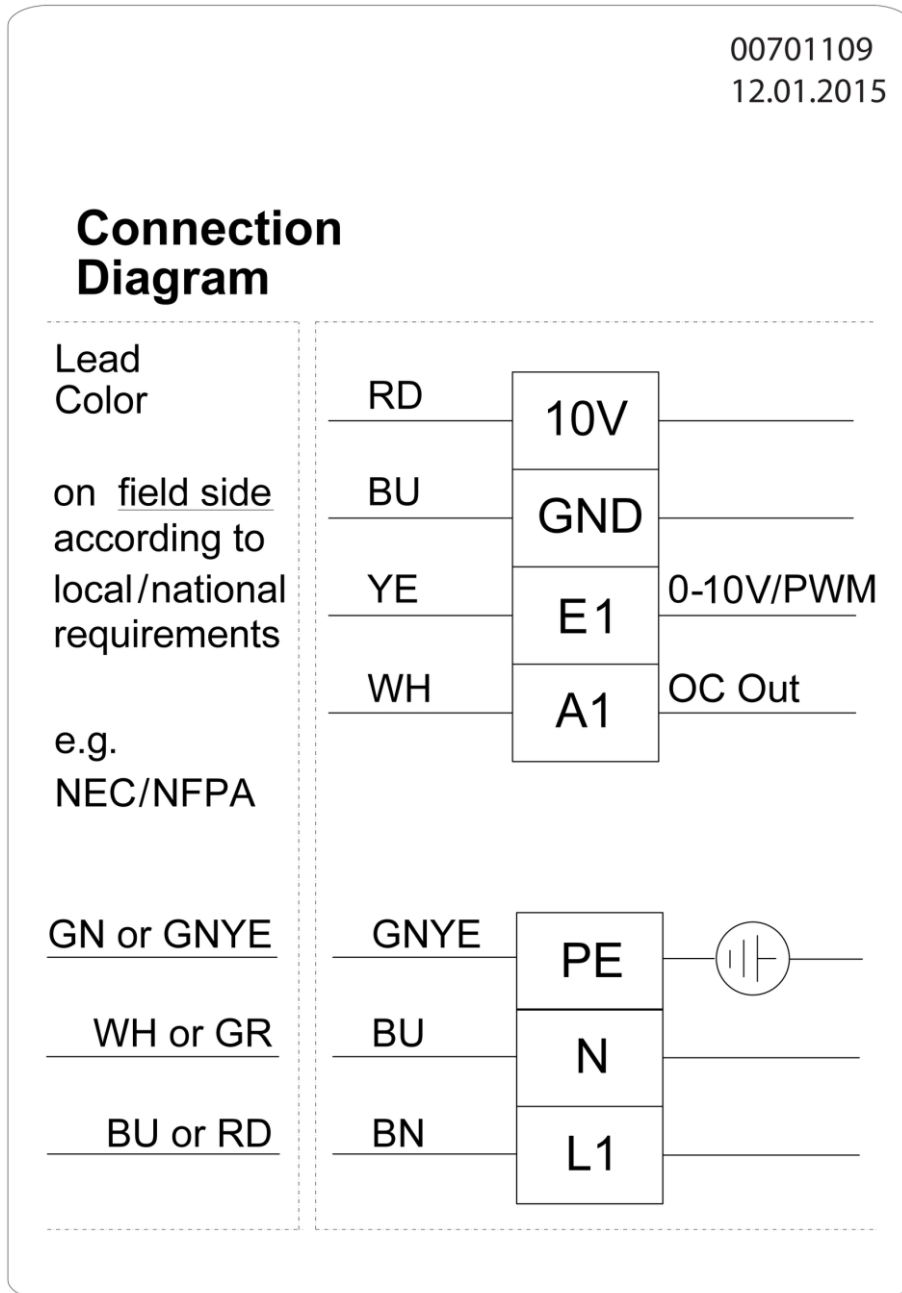 00701109
12.01.2015
Connection
Diagram
Lead
Color
on field side
according to
local/national
requirements
e.g.
NEC/NFPA
RD
10V
BU
GND
YE
E1
0-10V/PWM
WH
A1
OC Out
GN or GNYE
GNYE
PE
WH or GR
BU
N
BU or RD
BN
L1